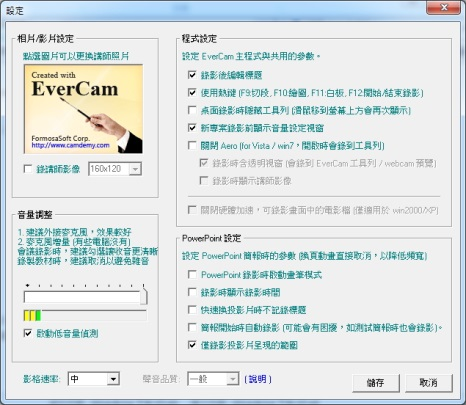 設定
相片/影片設定
點選圖片可以更換講師照片
Created with
EverCam
FormosaSoft Corp.
http://www.camdemy.com
錄講師影像
160x120
音量調整
1. 建議外接麥克風，效果較好
2. 麥克風增量 (有些電腦沒有)
會議錄影時，建議勾選讓收音更清晰
錄製教材時，建議取消以避免雜音
啟動低音量偵測
程式設定
設定 EverCam 主程式與共用的參數。
錄影後編輯標題
使用熱鍵 (F9:切段, F10:繪圖, F11:白板, F12:開始/結束錄影)
桌面錄影時隱藏工具列 (滑鼠移到螢幕上方會再次顯示)
新專案錄影前顯示音量設定視窗
關閉 Aero (for Vista / win7，開啟時會錄到工具列)
錄影時含透明視窗 (會錄到 EverCam 工具列 / webcam 預覽)
錄影時顯示講師影像
關閉硬體加速，可錄影畫面中的電影檔 (僅適用於 win2000/XP)
PowerPoint 設定
設定 PowerPoint 簡報時的參數 (換頁動畫直接取消，以降低頻寬)
PowerPoint 錄影時啟動畫筆模式
錄影時顯示錄影時間
快速換投影片時不記錄標題
簡報開始時自動錄影 (可能會有困擾，如測試簡報時也會錄影)。
僅錄影投影片呈現的範圍
影格速率:
中
聲音品質:
一般
( 說明 )
儲存
取消